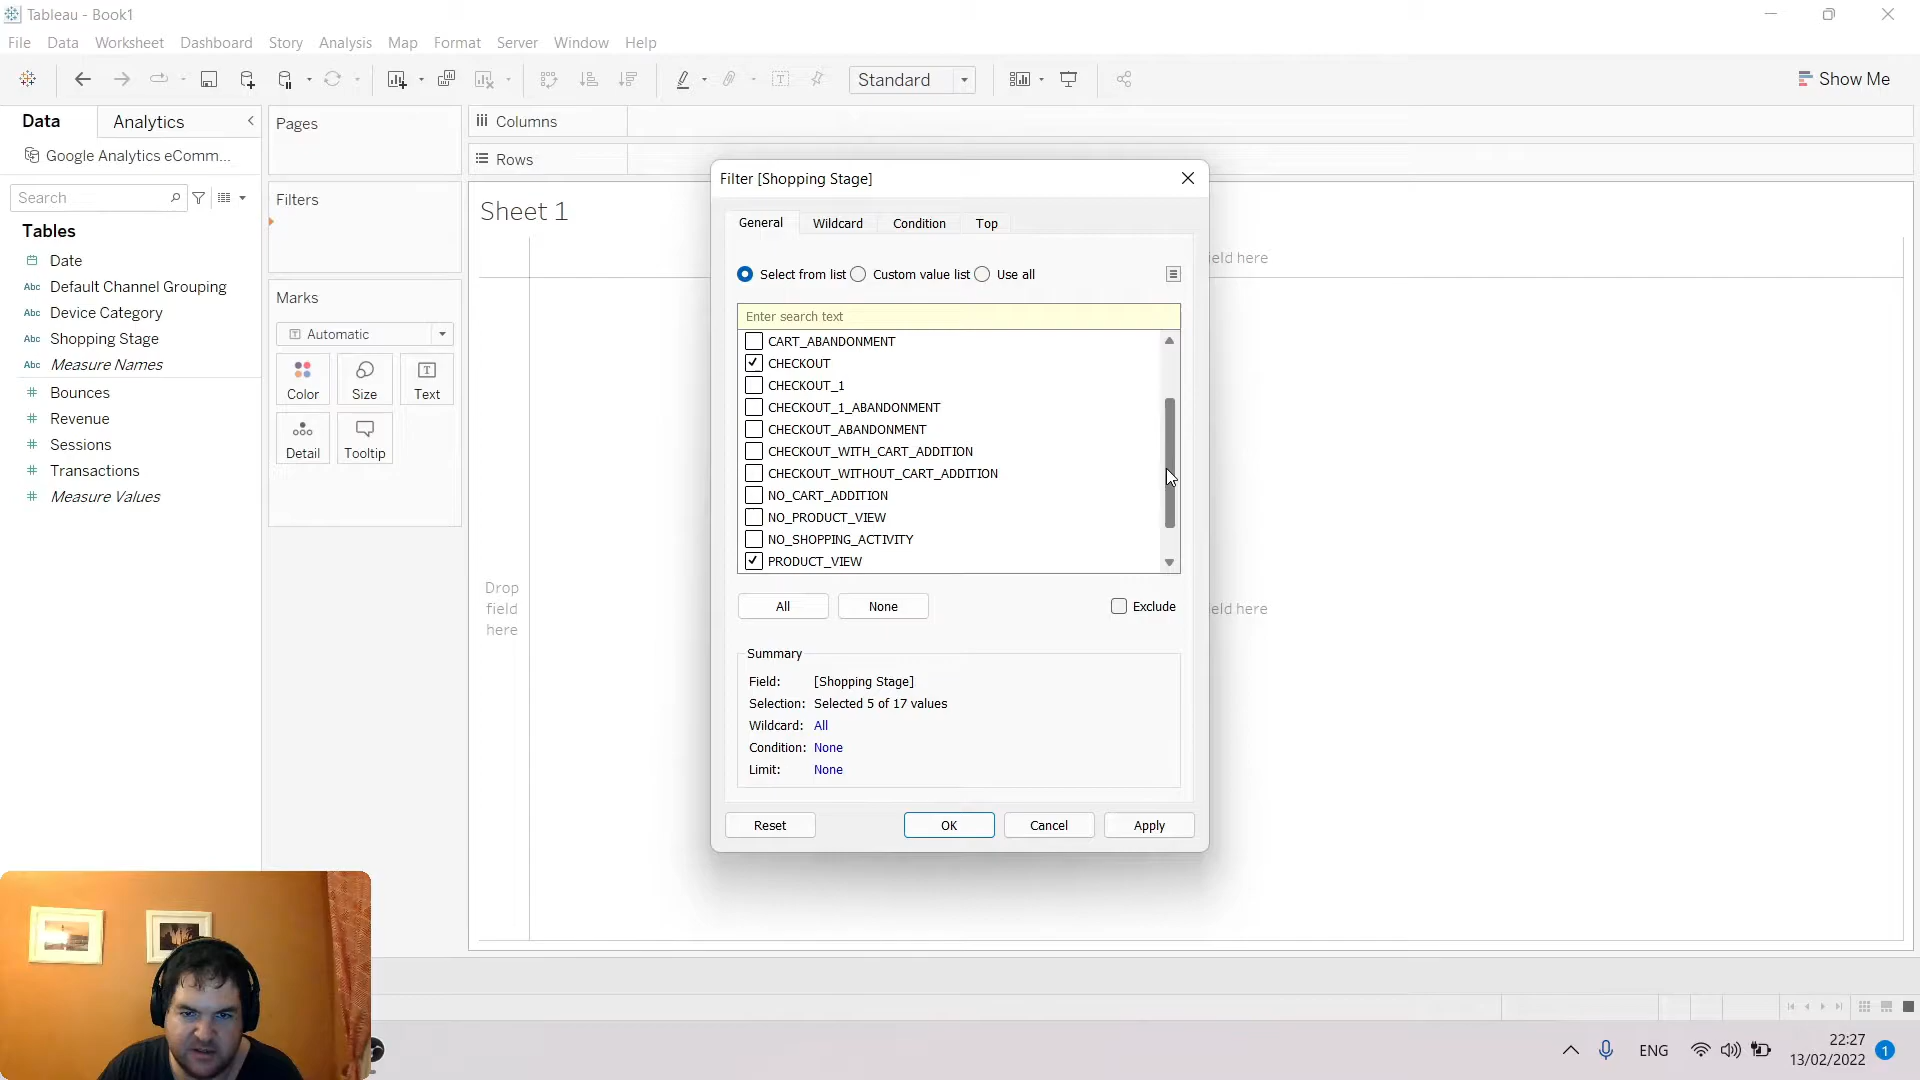 Tableau - Book1
File Data Worksheet Dashboard Story Analysis Map Format Server Window Help
Standard
Show Me
Data
Analytics
Pages
Columns
Google Analytics eComm...
Rows
Search
Filters
Sheet 1
Tables
Date
Abc Default Channel Grouping
Abc Device Category
Abc Shopping Stage
Abc Measure Names
Bounces
Revenue
Sessions
Transactions
Measure Values
Marks
Automatic
Color
Size
Text
Detail
Tooltip
eld here
Drop
field
here
eld here
Filter [Shopping Stage]
General
Wildcard
Condition
Top
Select from list
Custom value list
Use all
Enter search text
CART_ABANDONMENT
CHECKOUT
CHECKOUT_1
CHECKOUT_1_ABANDONMENT
CHECKOUT_ABANDONMENT
CHECKOUT_WITH_CART_ADDITION
CHECKOUT_WITHOUT_CART_ADDITION
NO_CART_ADDITION
NO_PRODUCT_VIEW
NO_SHOPPING_ACTIVITY
PRODUCT_VIEW
All
None
Exclude
Summary
Field: [Shopping Stage]
Selection: Selected 5 of 17 values
Wildcard: All
Condition: None
Limit: None
Reset
OK
Cancel
Apply
ENG
22:27
13/02/2022
1